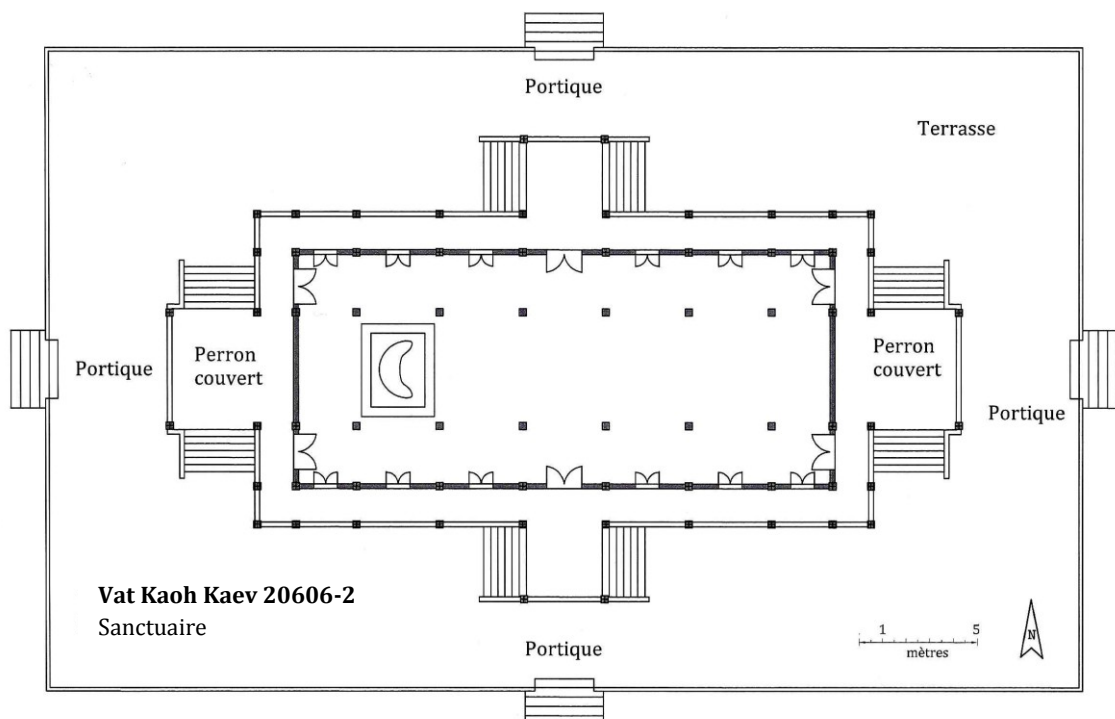 Portique
Terrasse
Portique
Perron
couvert
Perron
couvert
Portique
Vat Kaoh Kaev 20606-2
Sanctuaire
Portique
1 5
mètres
N